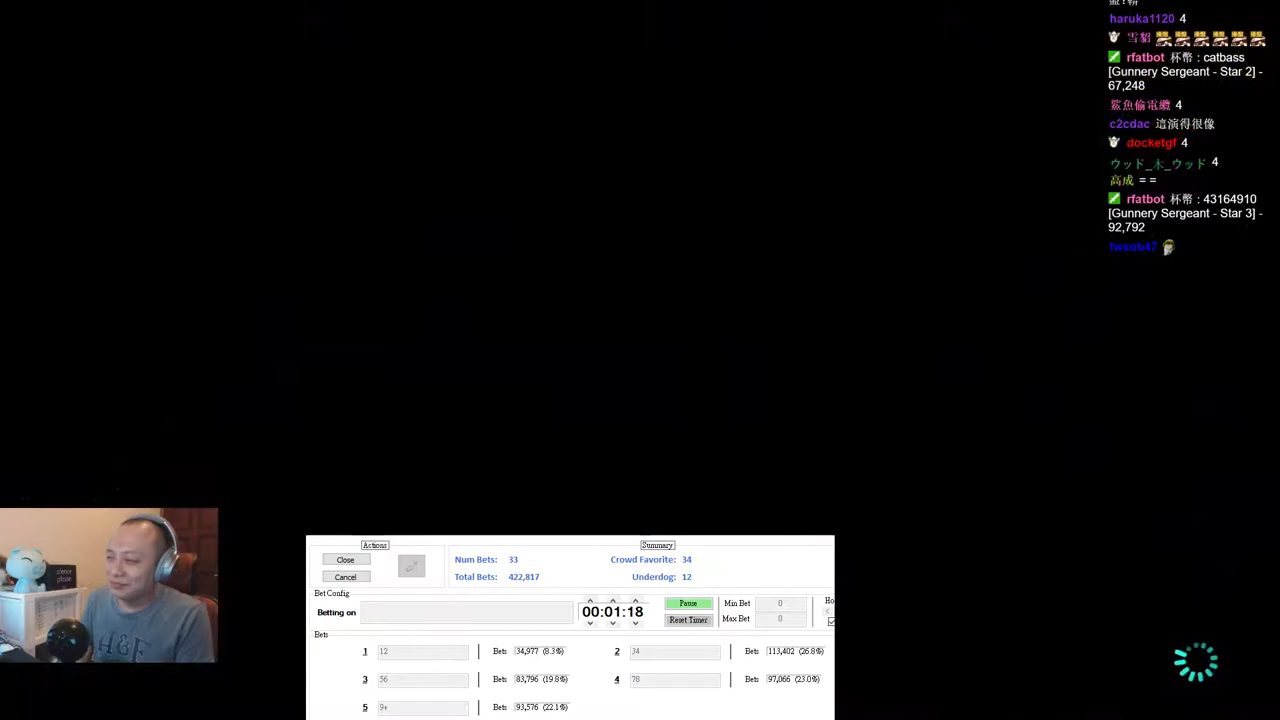 haruka1120 4
雪貂
rfatbot 杯幣 : catbass
[Gunnery Sergeant - Star 2] -
67,248
鯊魚偷電纜 4
c2cdac 這演得很像
docketgf 4
ウッド_木_ウッド 4
高成 = =
rfatbot 杯幣 : 43164910
[Gunnery Sergeant - Star 3] -
92,792
silence
phrase
H&F
Actions
Close
Cancel
Summary
Num Bets: 33
Crowd Favorite: 34
Total Bets: 422,817
Underdog: 12
Bet Config
Betting on
00:01:18
Pause
Reset Timer
Min Bet 0
Max Bet 0
Ho
Bets
1 12 Bets 34,977 (8.3%)
2 34 Bets 113,402 (26.8%)
3 56 Bets 83,796 (19.8%)
4 78 Bets 97,066 (23.0%)
5 9+ Bets 93,576 (22.1%)